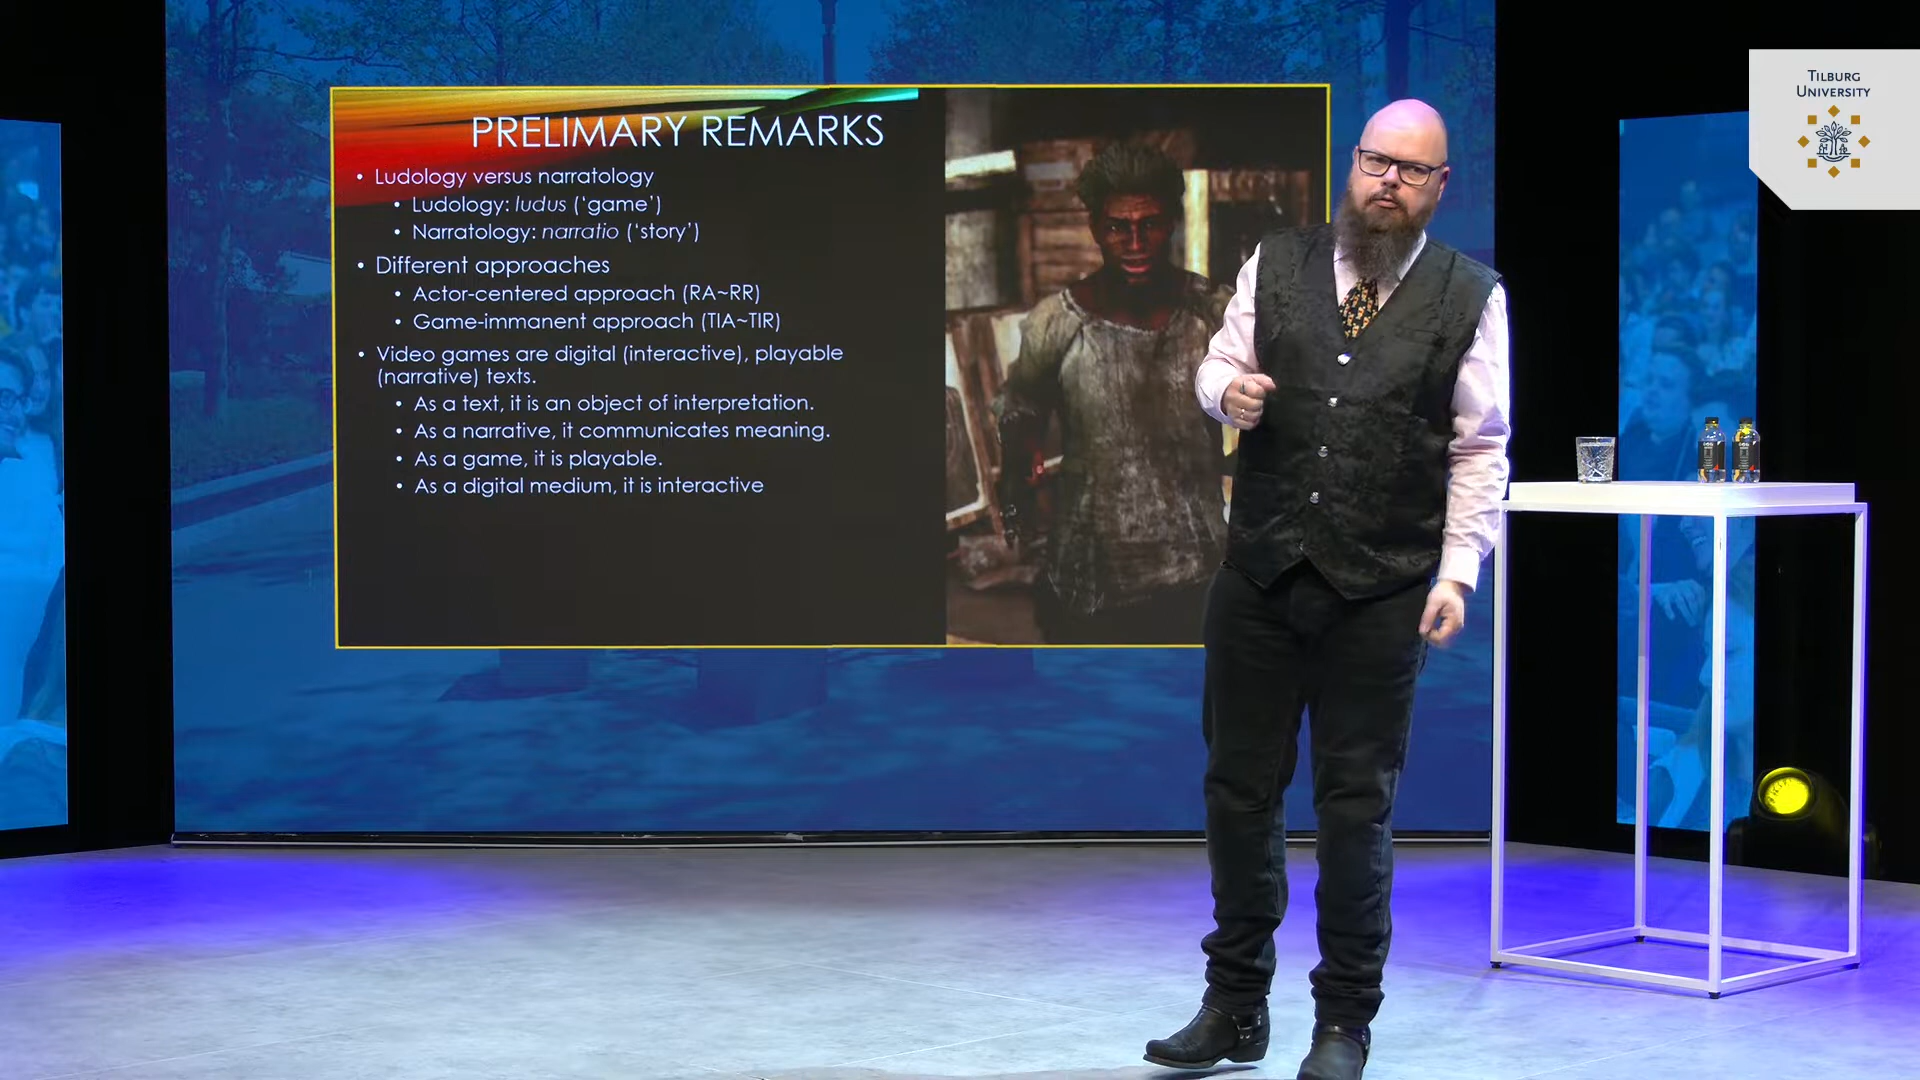 PRELIMARY REMARKS
• Ludology versus narratology
• Ludology: ludus (‘game’)
• Narratology: narratio (‘story’)
• Different approaches
• Actor-centered approach (RA~RR)
• Game-immanent approach (TIA~TIR)
• Video games are digital (interactive), playable
(narrative) texts.
• As a text, it is an object of interpretation.
• As a narrative, it communicates meaning.
• As a game, it is playable.
• As a digital medium, it is interactive
TILBURG
UNIVERSITY